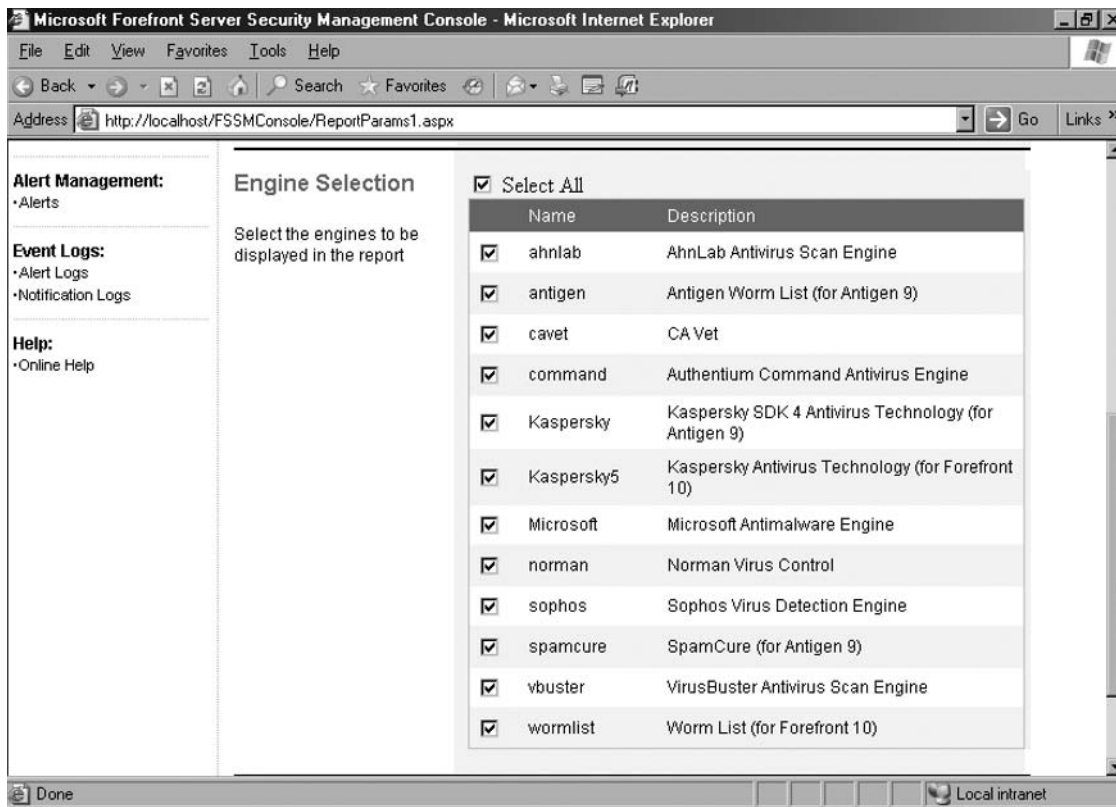 Microsoft Forefront Server Security Management Console - Microsoft Internet Explorer
File Edit View Favorites Tools Help
Back Search Favorites
Address http://localhost/FSSMConsole/ReportParams1.aspx Go Links »
Alert Management:
•Alerts
Event Logs:
•Alert Logs
•Notification Logs
Help:
•Online Help
Engine Selection
Select the engines to be
displayed in the report
Select All
Name Description
ahnlab AhnLab Antivirus Scan Engine
antigen Antigen Worm List (for Antigen 9)
cavet CA Vet
command Authentium Command Antivirus Engine
Kaspersky Kaspersky SDK 4 Antivirus Technology (for
Antigen 9)
Kaspersky5 Kaspersky Antivirus Technology (for Forefront
10)
Microsoft Microsoft Antimalware Engine
norman Norman Virus Control
sophos Sophos Virus Detection Engine
spamcure SpamCure (for Antigen 9)
vbuster VirusBuster Antivirus Scan Engine
wormlist Worm List (for Forefront 10)
Done Local intranet